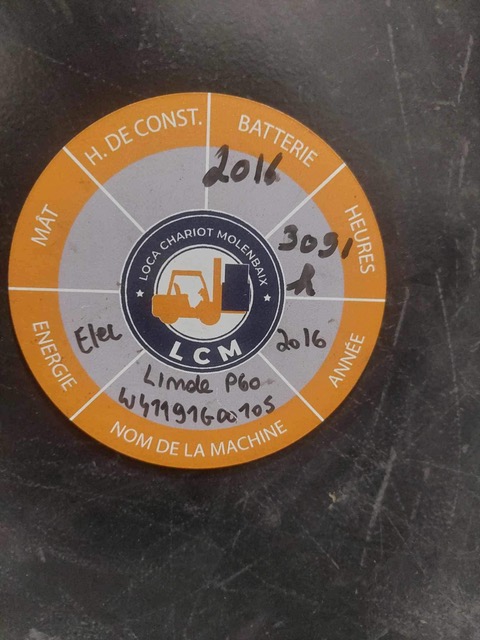 H. DE CONST.
BATTERIE
2016
HEURES
3091
h
ANNÉE
2016
NOM DE LA MACHINE
Linde P60
W41191G00105
ENERGIE
Elec
MÂT
LOCA CHARIOT MOLENBAIX
LCM